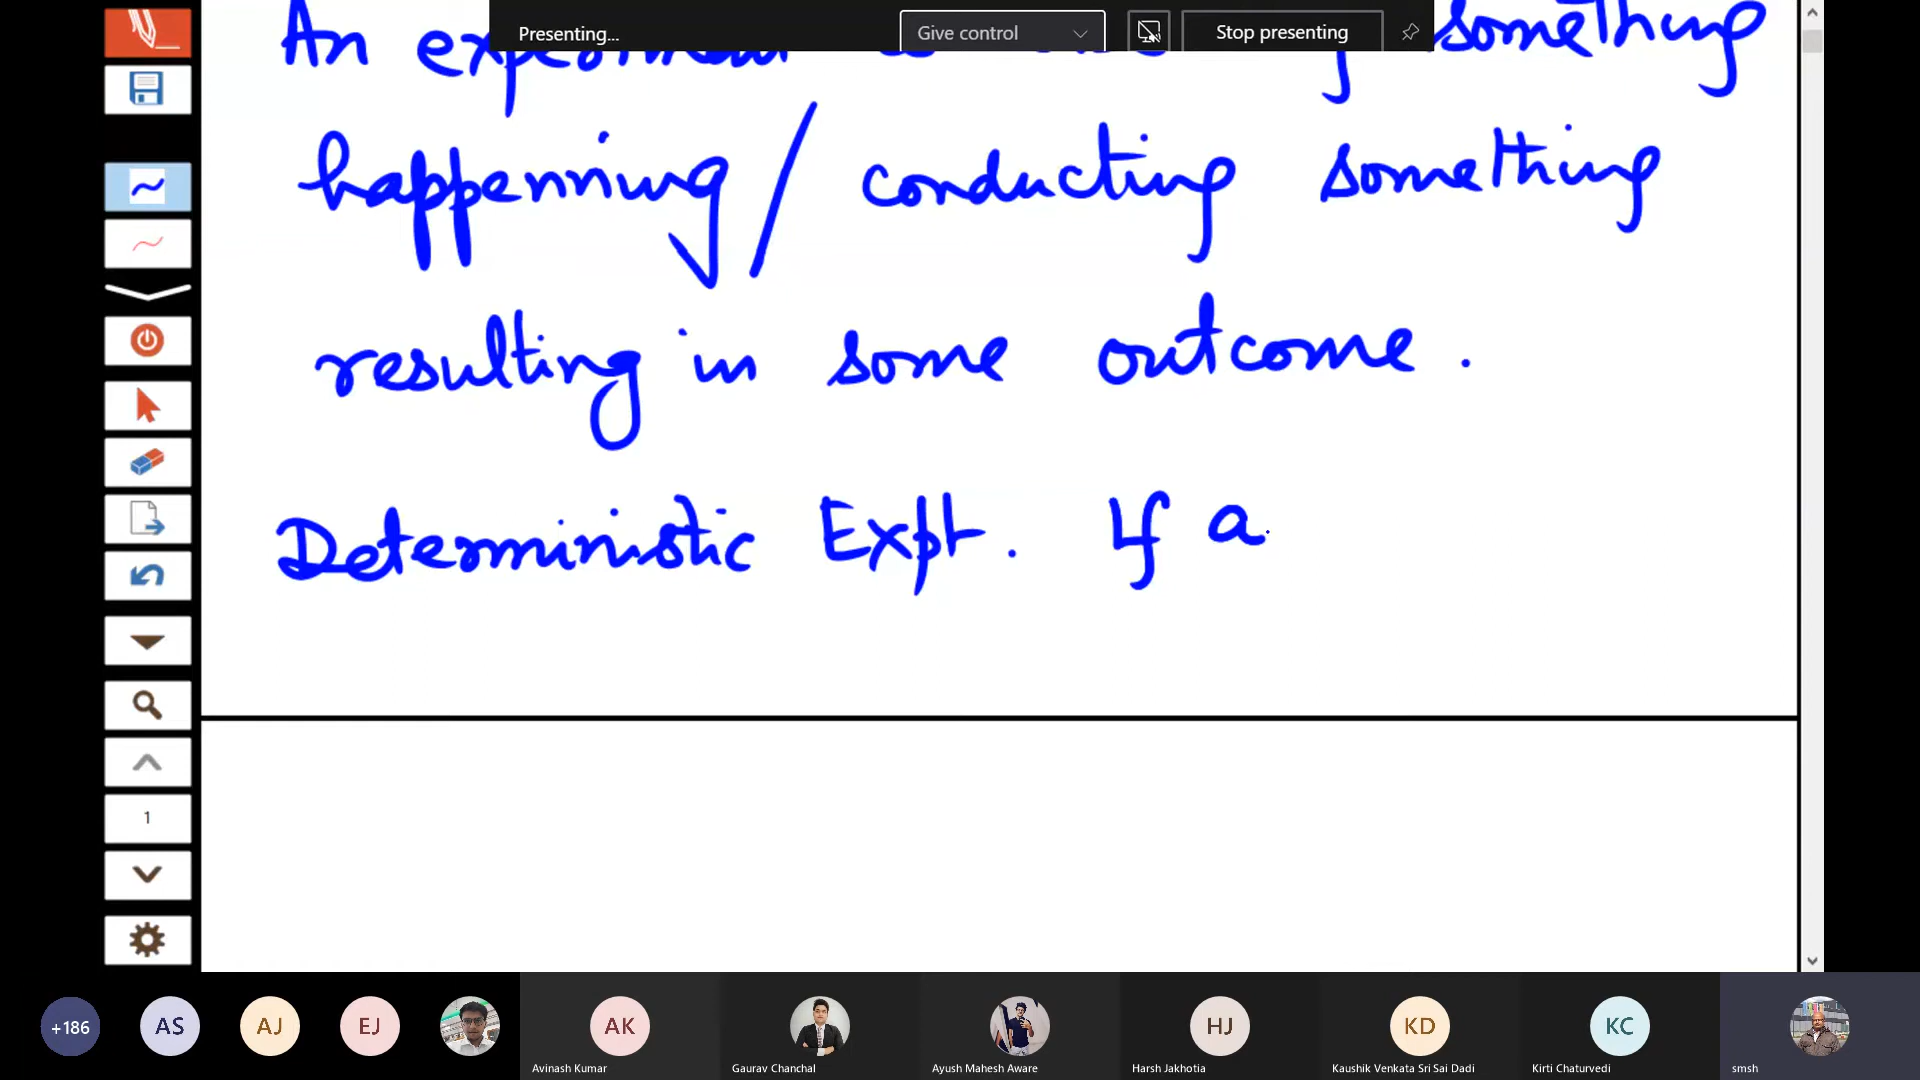 Presenting...
Give control
Stop presenting
An something
happenning / conducting something
resulting in some outcome.
Deterministic Expt. If a
1
+186
AS
AJ
EJ
AK
HJ
KD
KC
Avinash Kumar
Gaurav Chanchal
Ayush Mahesh Aware
Harsh Jakhotia
Kaushik Venkata Sri Sai Dadi
Kirti Chaturvedi
smsh